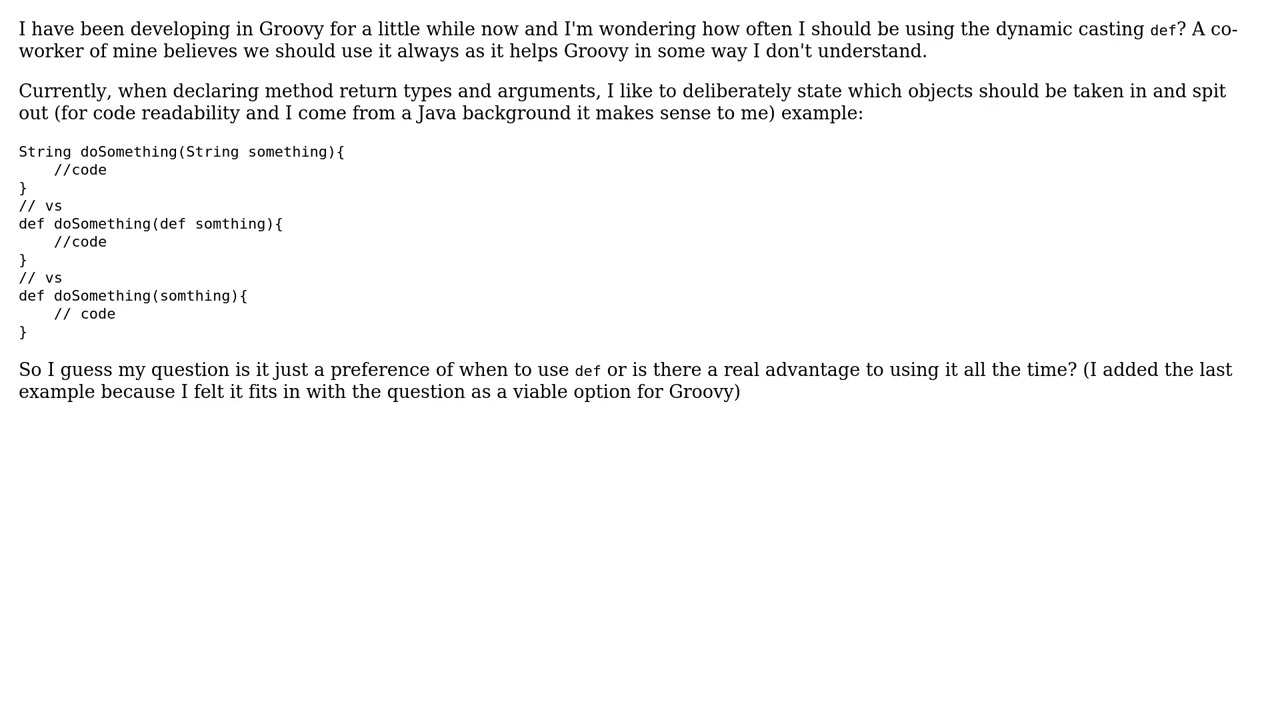 I have been developing in Groovy for a little while now and I'm wondering how often I should be using the dynamic casting def? A co-
worker of mine believes we should use it always as it helps Groovy in some way I don't understand.
Currently, when declaring method return types and arguments, I like to deliberately state which objects should be taken in and spit
out (for code readability and I come from a Java background it makes sense to me) example:
String doSomething(String something){
    //code
}
// vs
def doSomething(def somthing){
    //code
}
// vs
def doSomething(somthing){
    // code
}
So I guess my question is it just a preference of when to use def or is there a real advantage to using it all the time? (I added the last
example because I felt it fits in with the question as a viable option for Groovy)